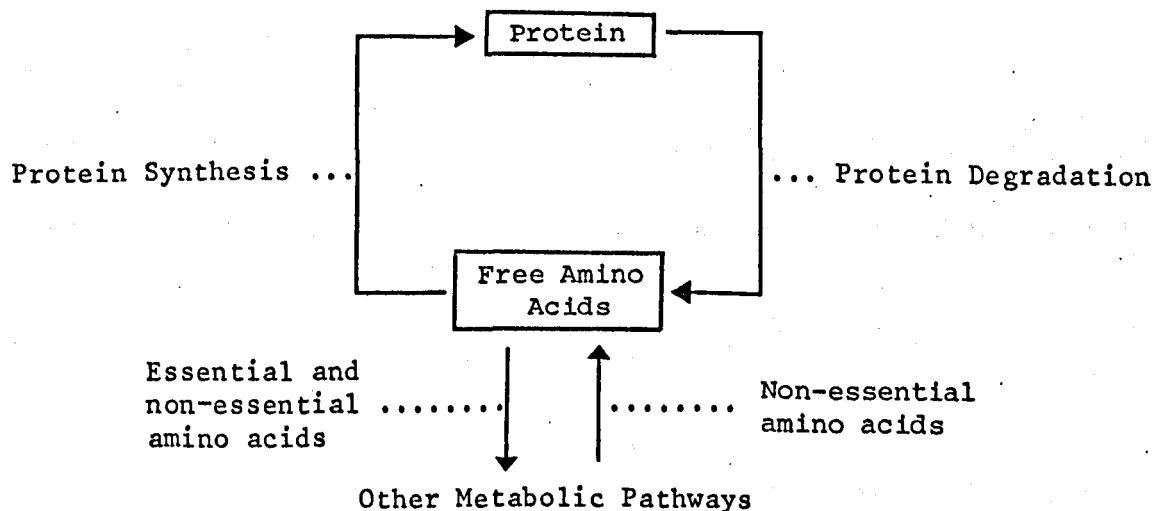 Protein
Protein Synthesis ...
... Protein Degradation
Free Amino
Acids
Essential and
non-essential ........
amino acids
........ Non-essential
amino acids
Other Metabolic Pathways